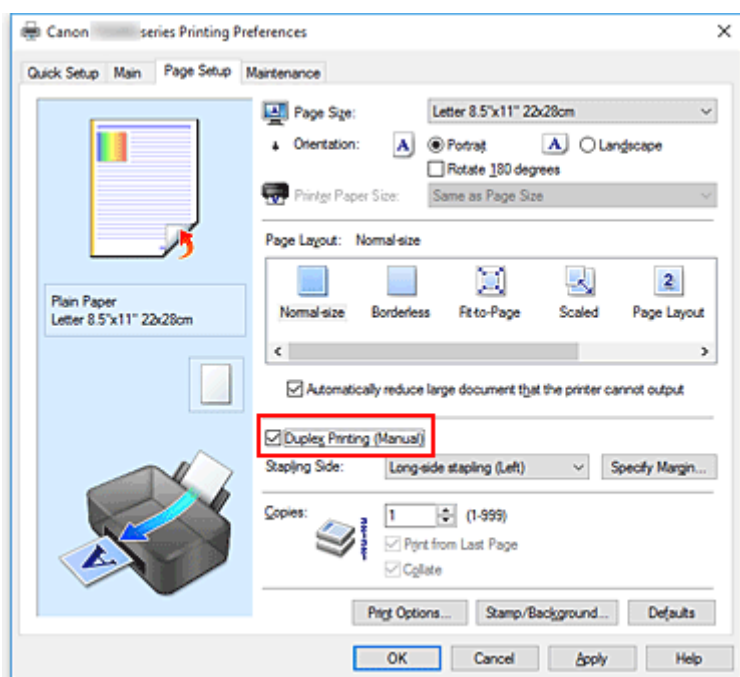 Canon series Printing Preferences
Quick Setup Main Page Setup Maintenance
Page Size: Letter 8.5"x11" 22x28cm
Orientation: A Portrait A Landscape
Rotate 180 degrees
Printer Paper Size: Same as Page Size
Page Layout: Normal-size
2
Normal-size Borderless Fit-to-Page Scaled Page Layout
Plain Paper
Letter 8.5"x11" 22x28cm
Automatically reduce large document that the printer cannot output
Duplex Printing (Manual)
Stapling Side: Long-side stapling (Left) Specify Margin...
Copies: 1 (1-999)
Print from Last Page
Collate
A
Print Options... Stamp/Background... Defaults
OK Cancel Apply Help